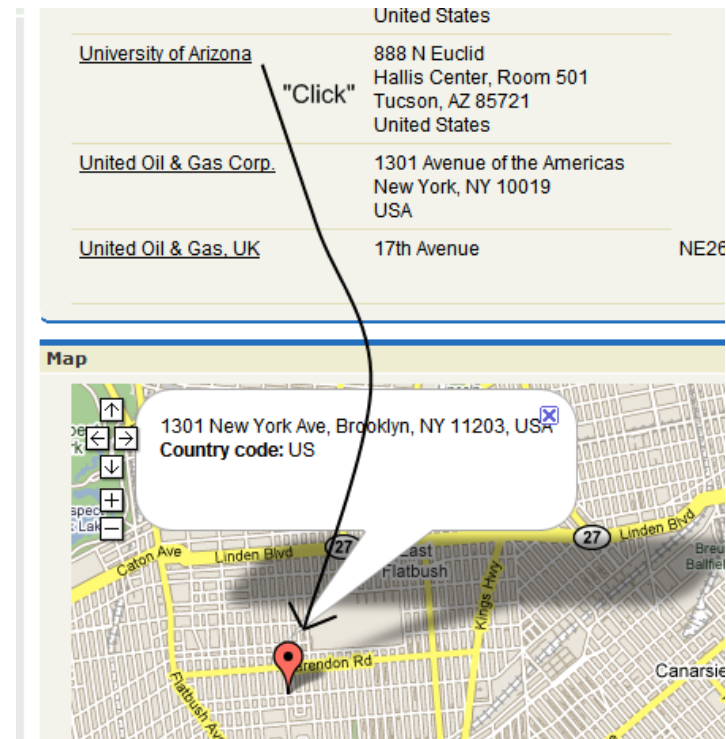 United States
University of Arizona
888 N Euclid
Hallis Center, Room 501
Tucson, AZ 85721
United States
"Click"
United Oil & Gas Corp.
1301 Avenue of the Americas
New York, NY 10019
USA
United Oil & Gas, UK
17th Avenue
NE26
Map
1301 New York Ave, Brooklyn, NY 11203, USA
Country code: US
27
27
Linden Blvd
Caton Ave
Linden Blvd
East
Flatbush
Kings Hwy
arendon Rd
Flatbush Av
Canarsie